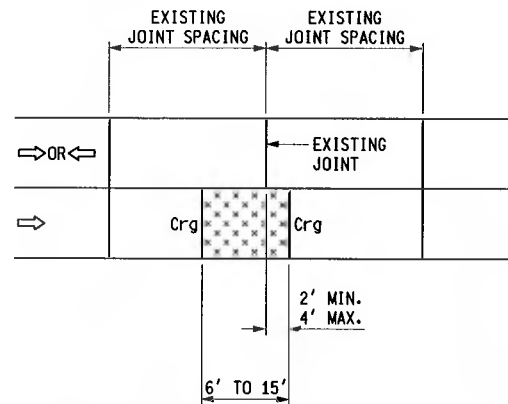 EXISTING
JOINT SPACING
EXISTING
JOINT SPACING
OR
EXISTING
JOINT
Crg
Crg
2' MIN.
4' MAX.
6' TO 15'